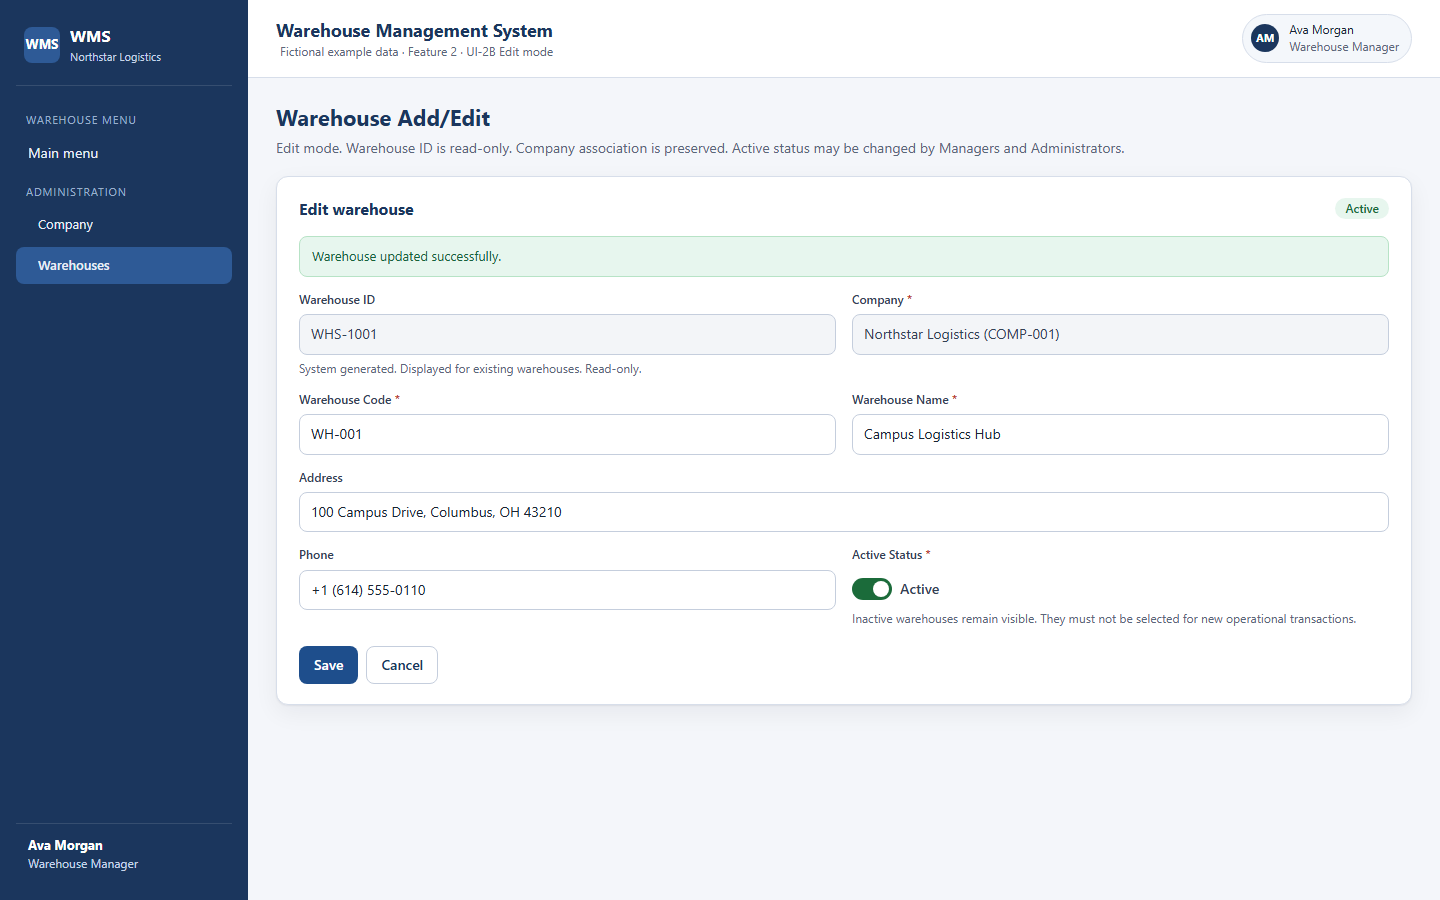 WMS
WMS
Northstar Logistics
WAREHOUSE MENU
Main menu
ADMINISTRATION
Company
Warehouses
Ava Morgan
Warehouse Manager
Warehouse Management System
Fictional example data · Feature 2 · UI-2B Edit mode
AM
Ava Morgan
Warehouse Manager
Warehouse Add/Edit
Edit mode. Warehouse ID is read-only. Company association is preserved. Active status may be changed by Managers and Administrators.
Edit warehouse
Active
Warehouse updated successfully.
Warehouse ID
WHS-1001
System generated. Displayed for existing warehouses. Read-only.
Company *
Northstar Logistics (COMP-001)
Warehouse Code *
WH-001
Warehouse Name *
Campus Logistics Hub
Address
100 Campus Drive, Columbus, OH 43210
Phone
+1 (614) 555-0110
Active Status *
Active
Inactive warehouses remain visible. They must not be selected for new operational transactions.
Save
Cancel